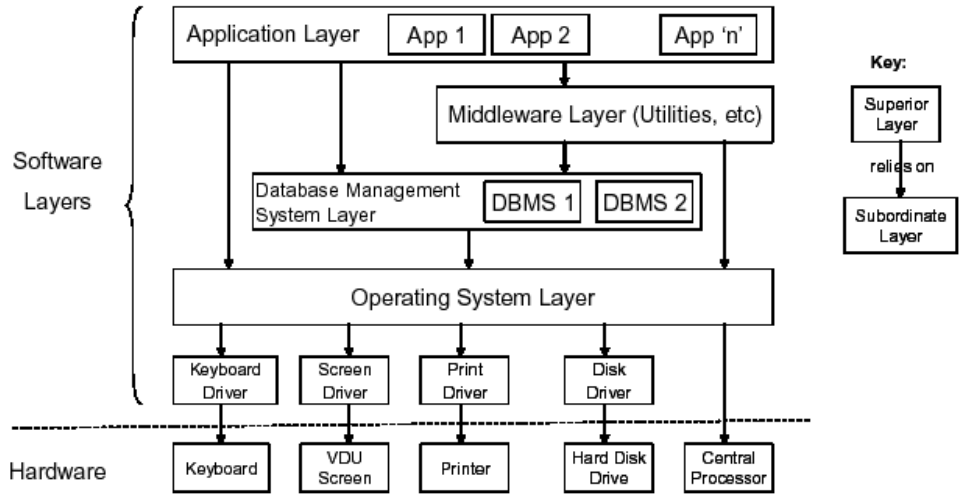 Application Layer
App 1
App 2
App ‘n’
Key:
Middleware Layer (Utilities, etc)
Superior
Layer
relies on
Subordinate
Layer
Software
Layers
Database Management
System Layer
DBMS 1
DBMS 2
Operating System Layer
Keyboard
Driver
Screen
Driver
Print
Driver
Disk
Driver
Hardware
Keyboard
VDU
Screen
Printer
Hard Disk
Drive
Central
Processor